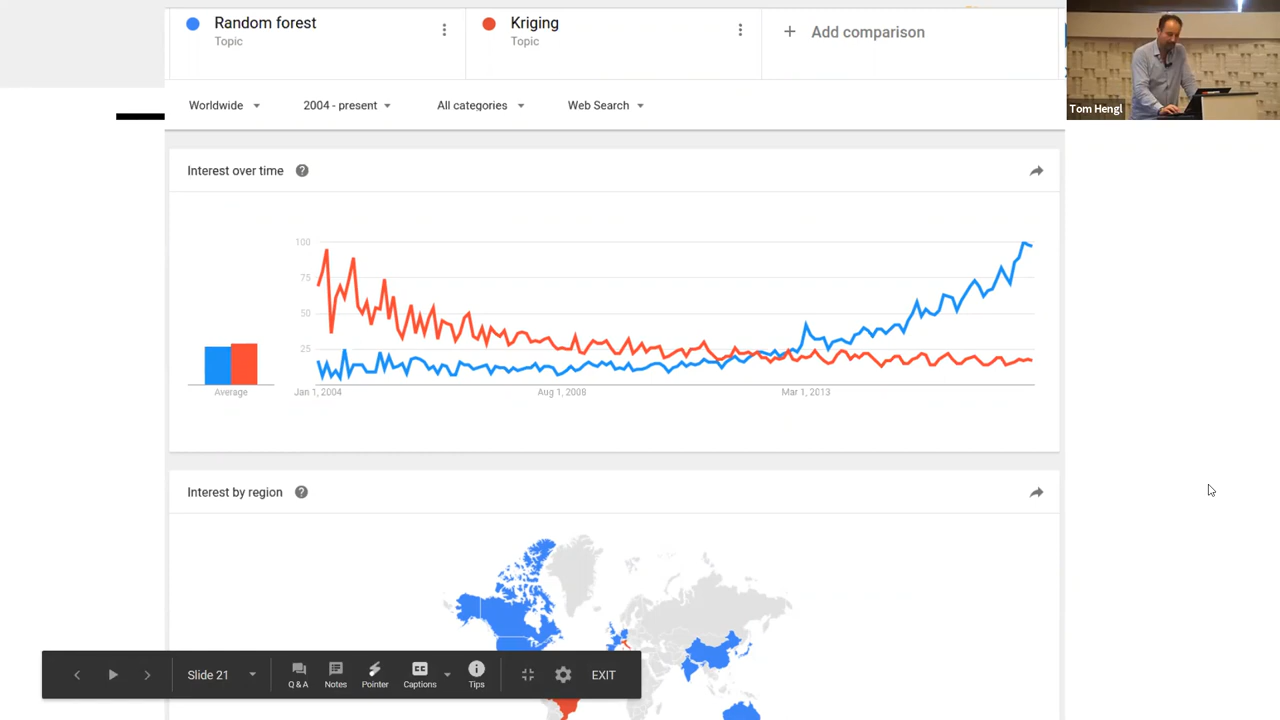 Random forest
Topic
Kriging
Topic
+ Add comparison
Tom Hengl
Worldwide
2004 - present
All categories
Web Search
Interest over time
100
75
50
25
Average
Jan 1, 2004
Aug 1, 2008
Mar 1, 2013
Interest by region
Slide 21
Q & A
Notes
Pointer
Captions
Tips
EXIT